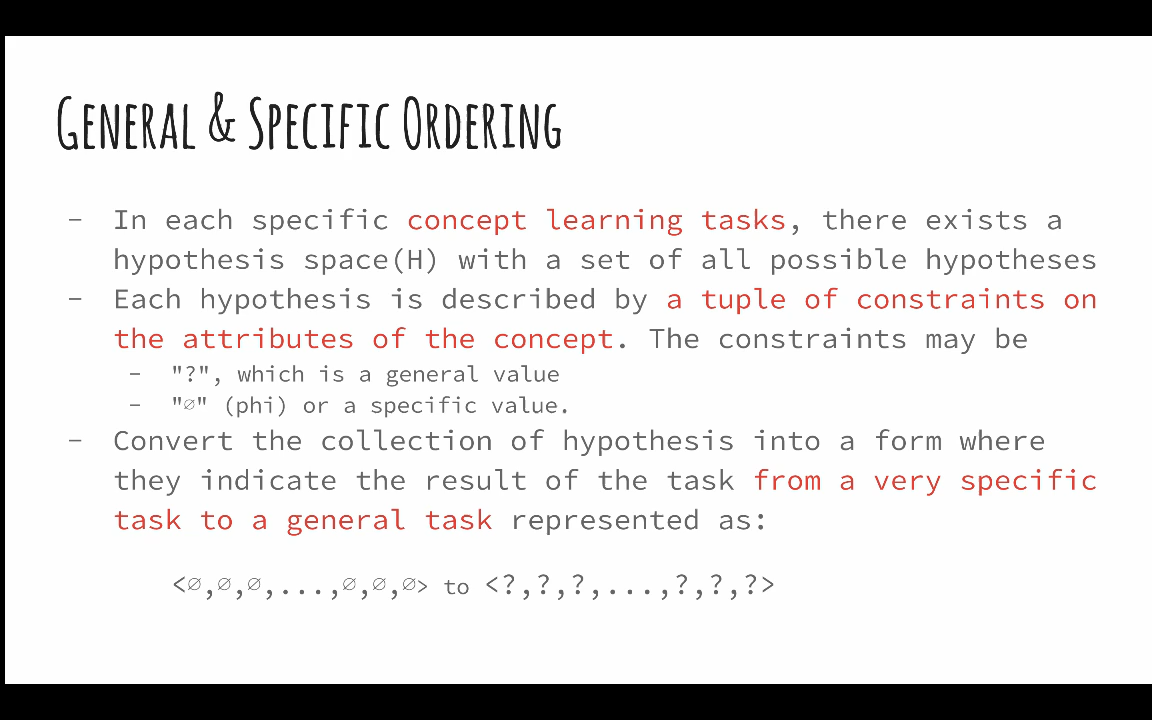 GENERAL & SPECIFIC ORDERING
- In each specific concept learning tasks, there exists a
hypothesis space(H) with a set of all possible hypotheses
- Each hypothesis is described by a tuple of constraints on
the attributes of the concept. The constraints may be
- "?", which is a general value
- "∅" (phi) or a specific value.
- Convert the collection of hypothesis into a form where
they indicate the result of the task from a very specific
task to a general task represented as:
<∅,∅,∅,...,∅,∅,∅> to <?,?,?,...,?,?,?>